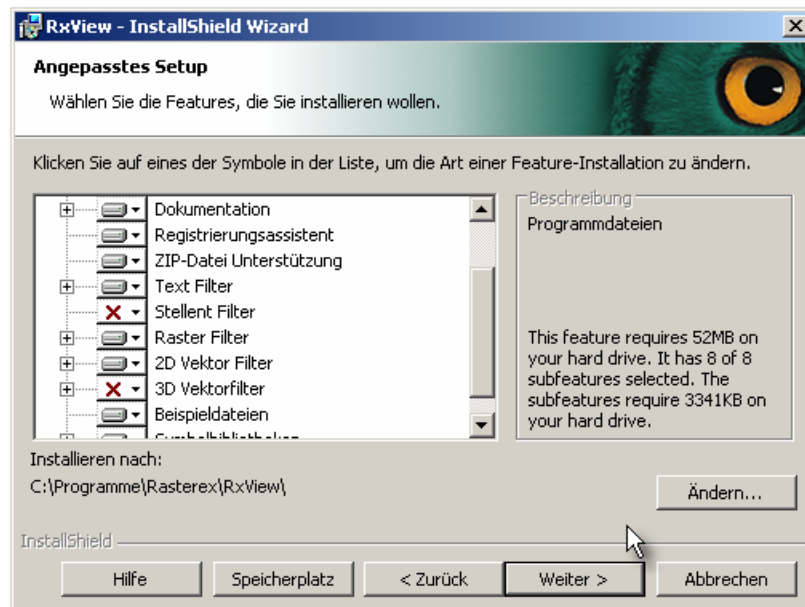 RxView - InstallShield Wizard
Angepasstes Setup
Wählen Sie die Features, die Sie installieren wollen.
Klicken Sie auf eines der Symbole in der Liste, um die Art einer Feature-Installation zu ändern.
Dokumentation
Registrierungsassistent
ZIP-Datei Unterstützung
Text Filter
Stellent Filter
Raster Filter
2D Vektor Filter
3D Vektorfilter
Beispieldateien
Symbolbibliotheken
Beschreibung
Programmdateien
This feature requires 52MB on
your hard drive. It has 8 of 8
subfeatures selected. The
subfeatures require 3341KB on
your hard drive.
Installieren nach:
C:\Programme\Rasterex\RxView\
Ändern...
InstallShield
Hilfe
Speicherplatz
< Zurück
Weiter >
Abbrechen